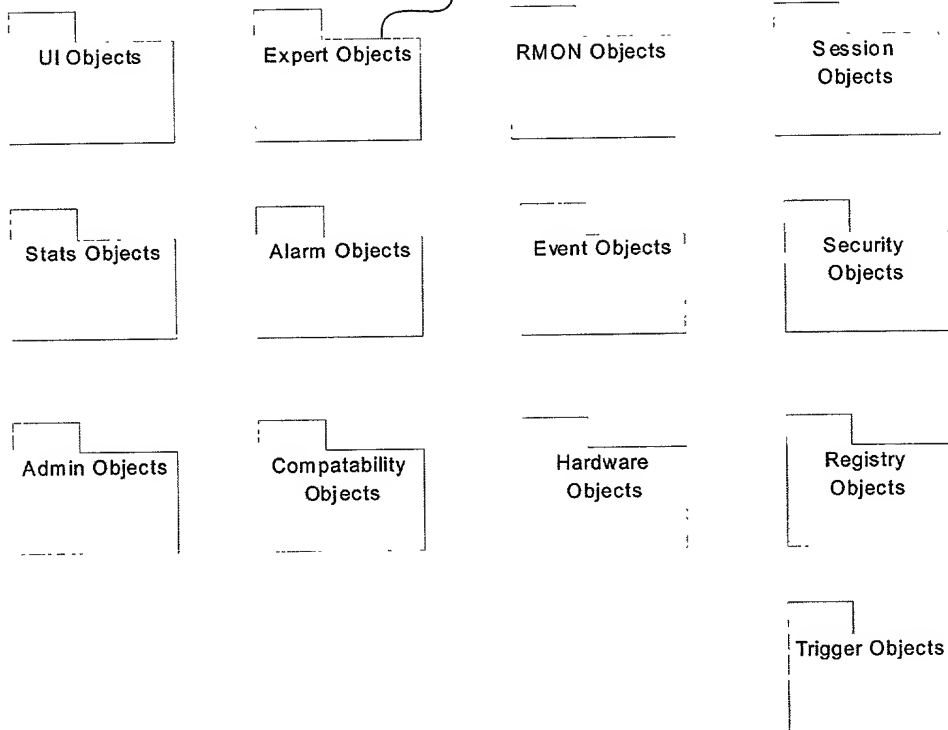 UI Objects
Expert Objects
RMON Objects
Session
Objects
Stats Objects
Alarm Objects
Event Objects
Security
Objects
Admin Objects
Compatability
Objects
Hardware
Objects
Registry
Objects
Trigger Objects